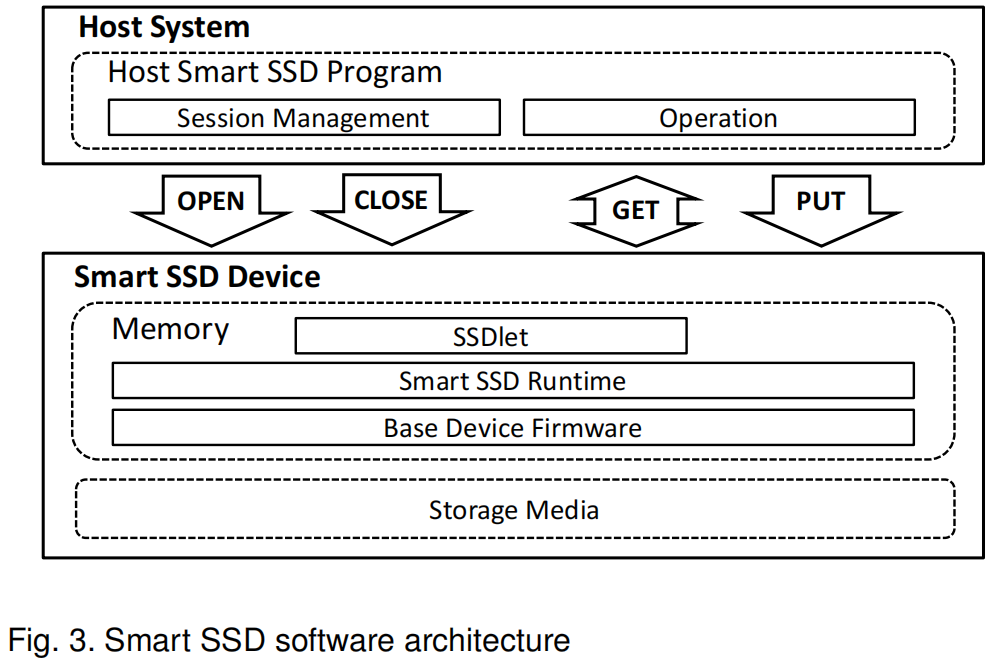 Host System
Host Smart SSD Program
Session Management
Operation
OPEN
CLOSE
GET
PUT
Smart SSD Device
Memory
SSDlet
Smart SSD Runtime
Base Device Firmware
Storage Media
Fig. 3. Smart SSD software architecture